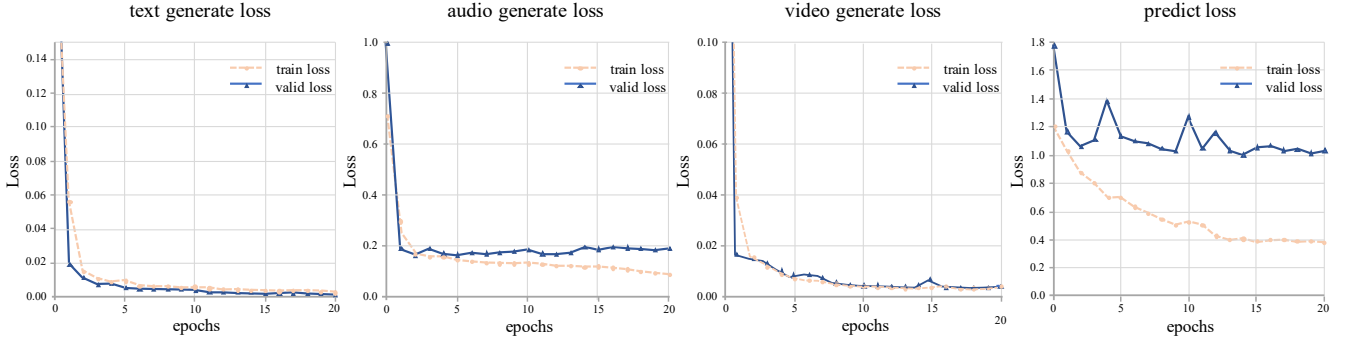 text generate loss
Loss
0.14
0.12
0.10
0.08
0.06
0.04
0.02
0.00
0
5
10
15
20
epochs
train loss
valid loss
audio generate loss
Loss
1.0
0.8
0.6
0.4
0.2
0.0
0
5
10
15
20
epochs
train loss
valid loss
video generate loss
Loss
0.10
0.08
0.06
0.04
0.02
0.00
0
5
10
15
20
epochs
train loss
valid loss
predict loss
Loss
1.8
1.6
1.4
1.2
1.0
0.8
0.6
0.4
0.2
0.0
0
5
10
15
20
epochs
train loss
valid loss